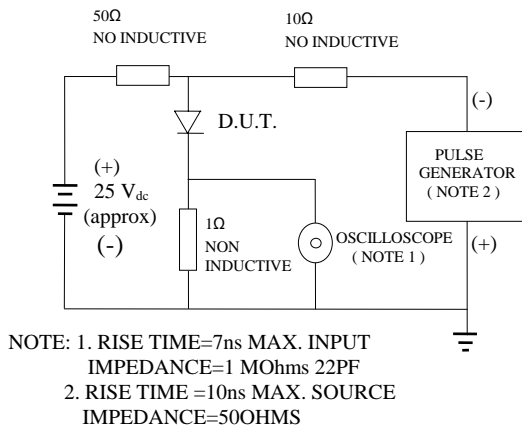 50Ω
NO INDUCTIVE
10Ω
NO INDUCTIVE
(-)
D.U.T.
PULSE
GENERATOR
( NOTE 2 )
(+)
25 Vdc
(approx)
(-)
1Ω
NON
INDUCTIVE
OSCILLOSCOPE
( NOTE 1 )
(+)
NOTE: 1. RISE TIME=7ns MAX. INPUT
IMPEDANCE=1 MOhms 22PF
2. RISE TIME =10ns MAX. SOURCE
IMPEDANCE=50OHMS